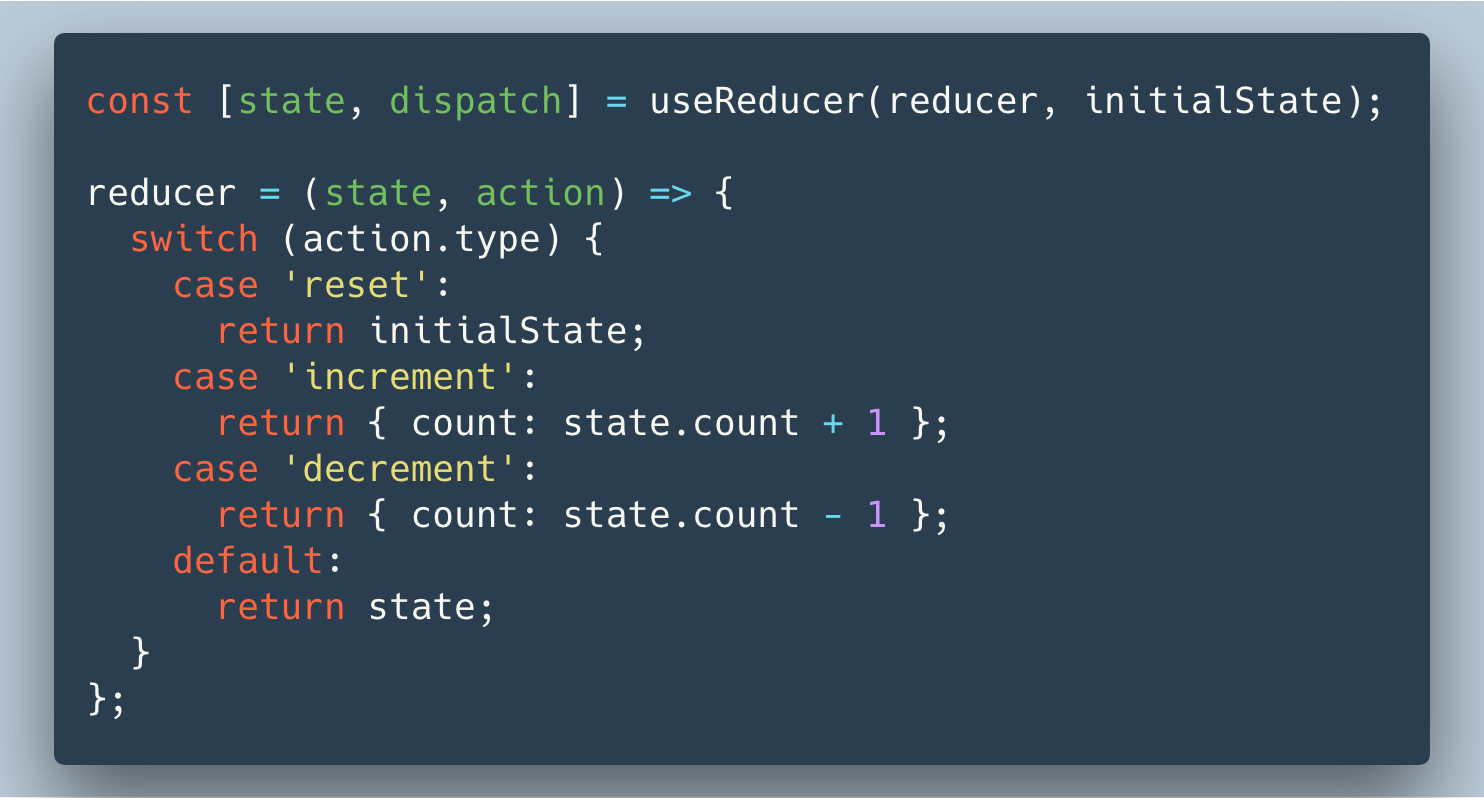 const [state, dispatch] = useReducer(reducer, initialState);

reducer = (state, action) => {
  switch (action.type) {
    case 'reset':
      return initialState;
    case 'increment':
      return { count: state.count + 1 };
    case 'decrement':
      return { count: state.count - 1 };
    default:
      return state;
  }
};